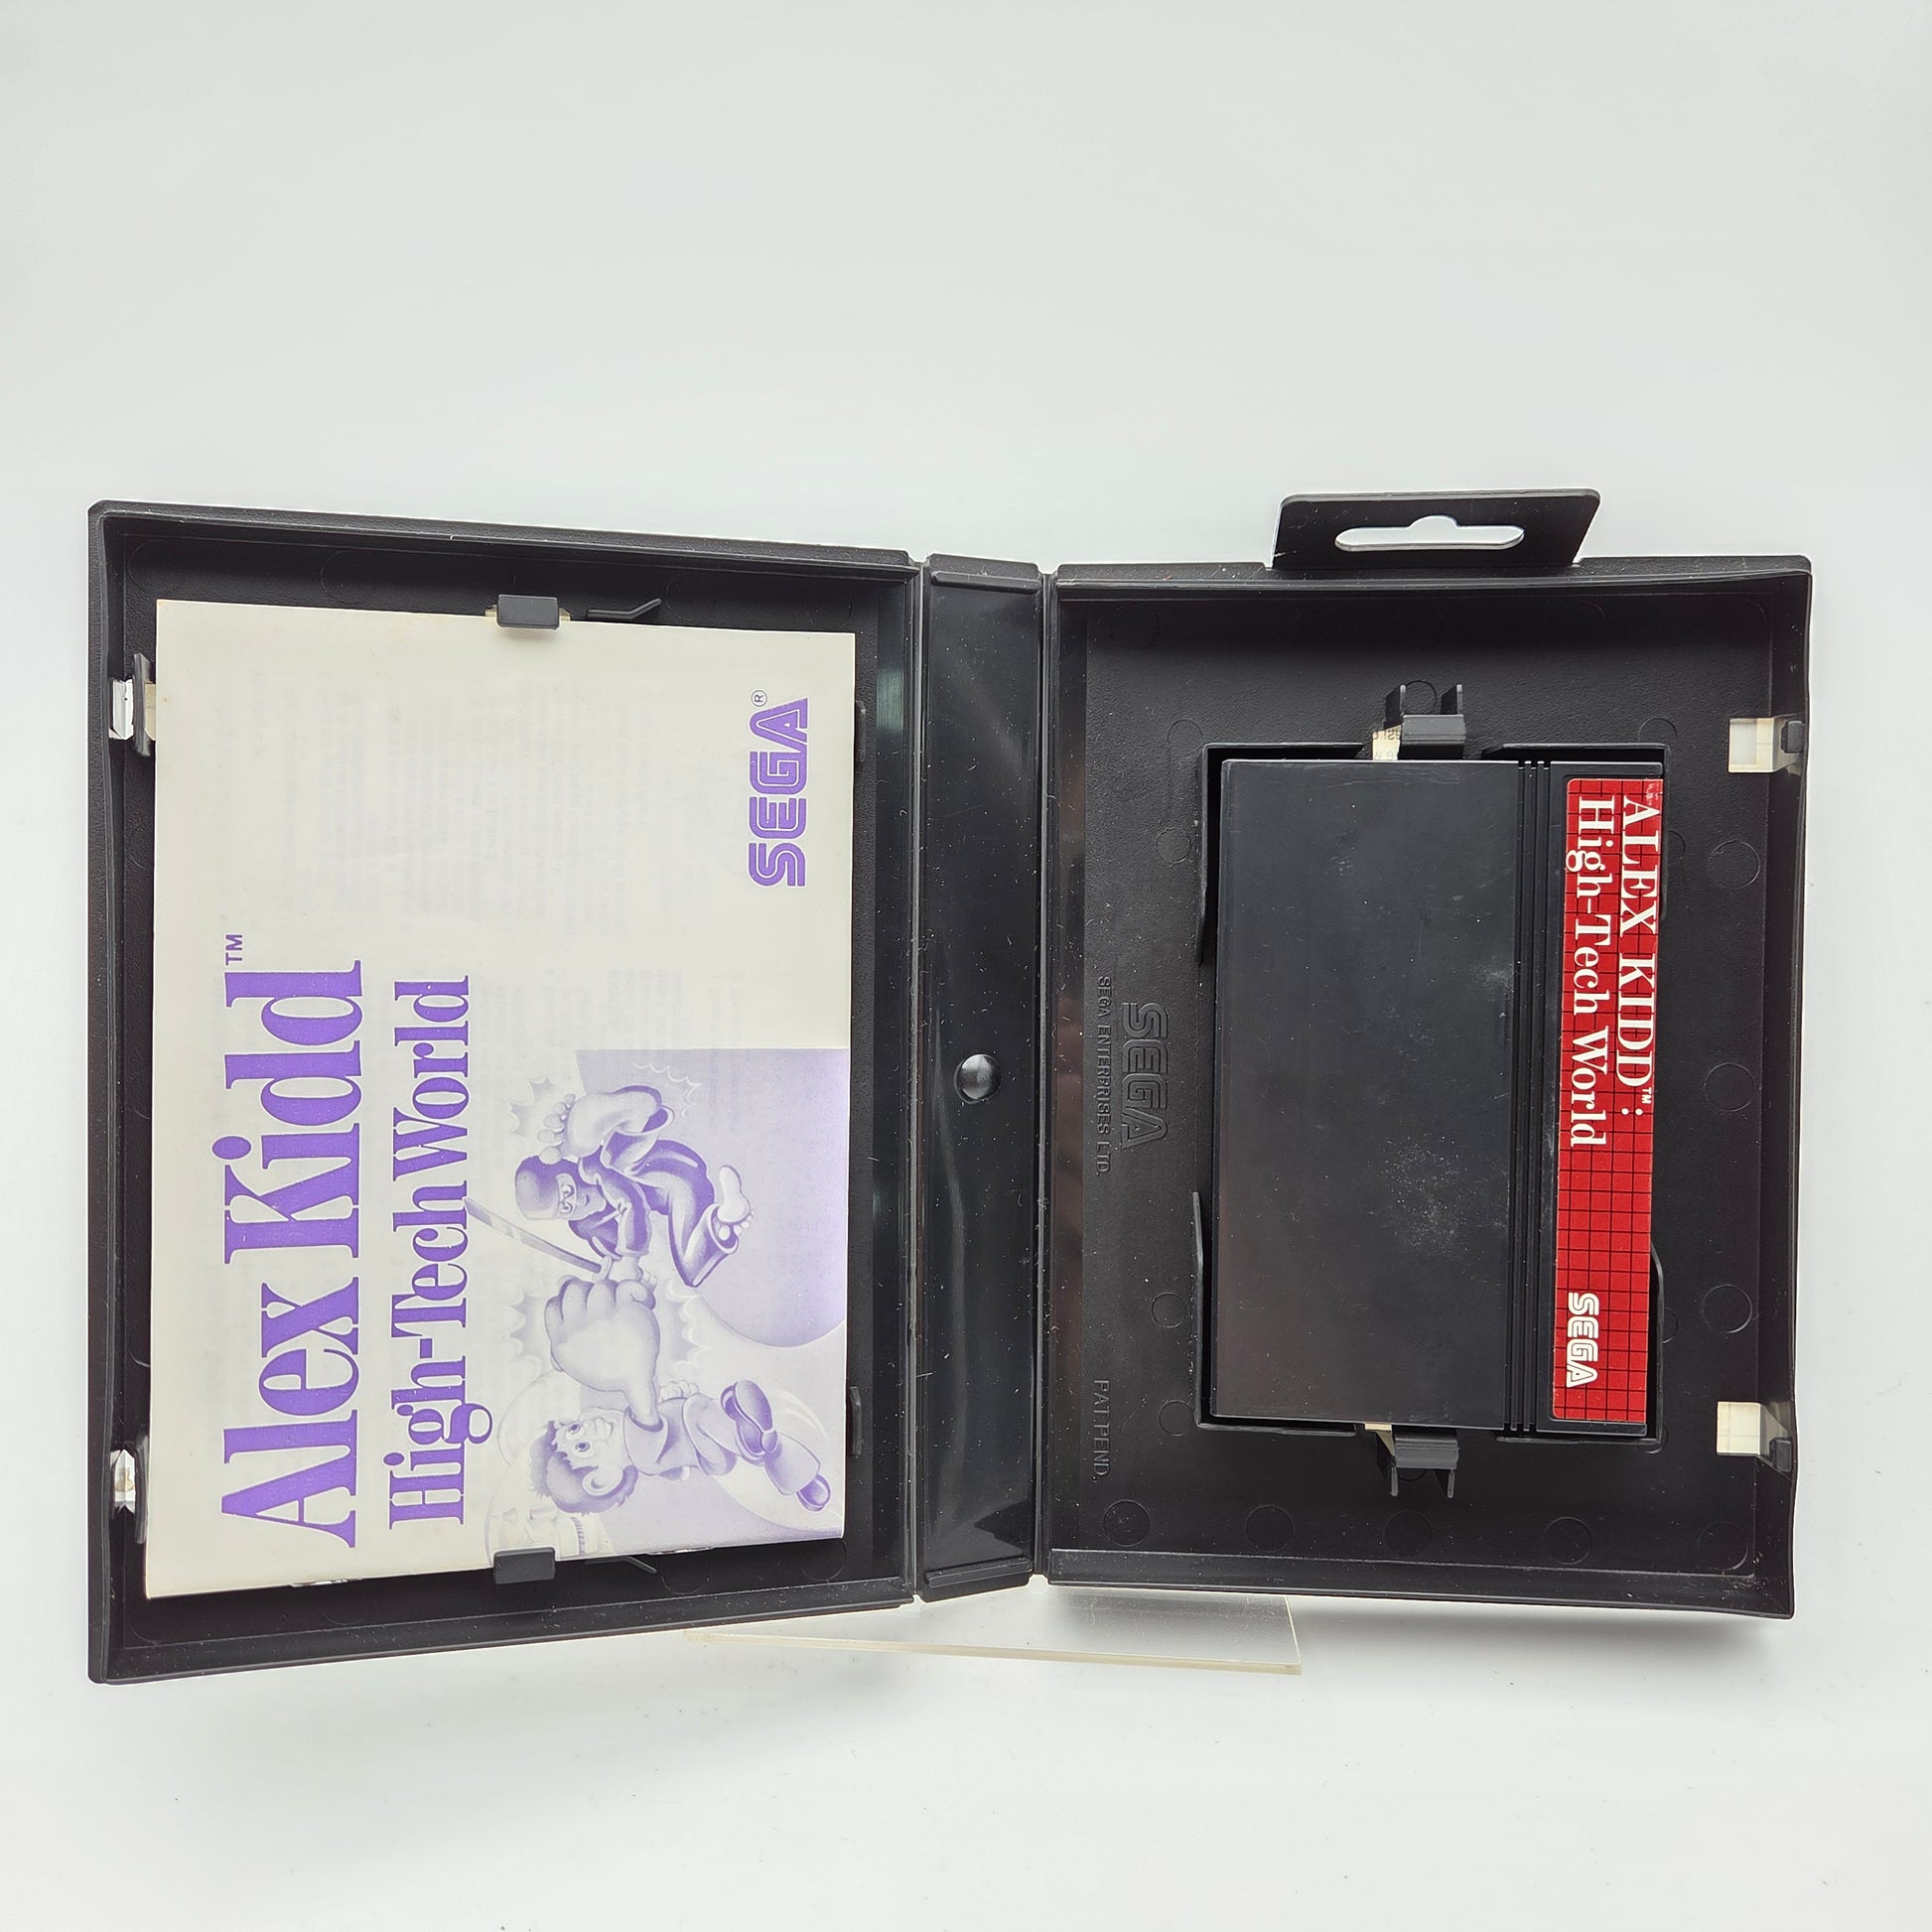 Alex Kidd™
High-Tech World
SEGA®
SEGA
SEGA ENTERPRISES LTD.
PAT. PEND.
ALEX KIDD™:
High-Tech World
SEGA